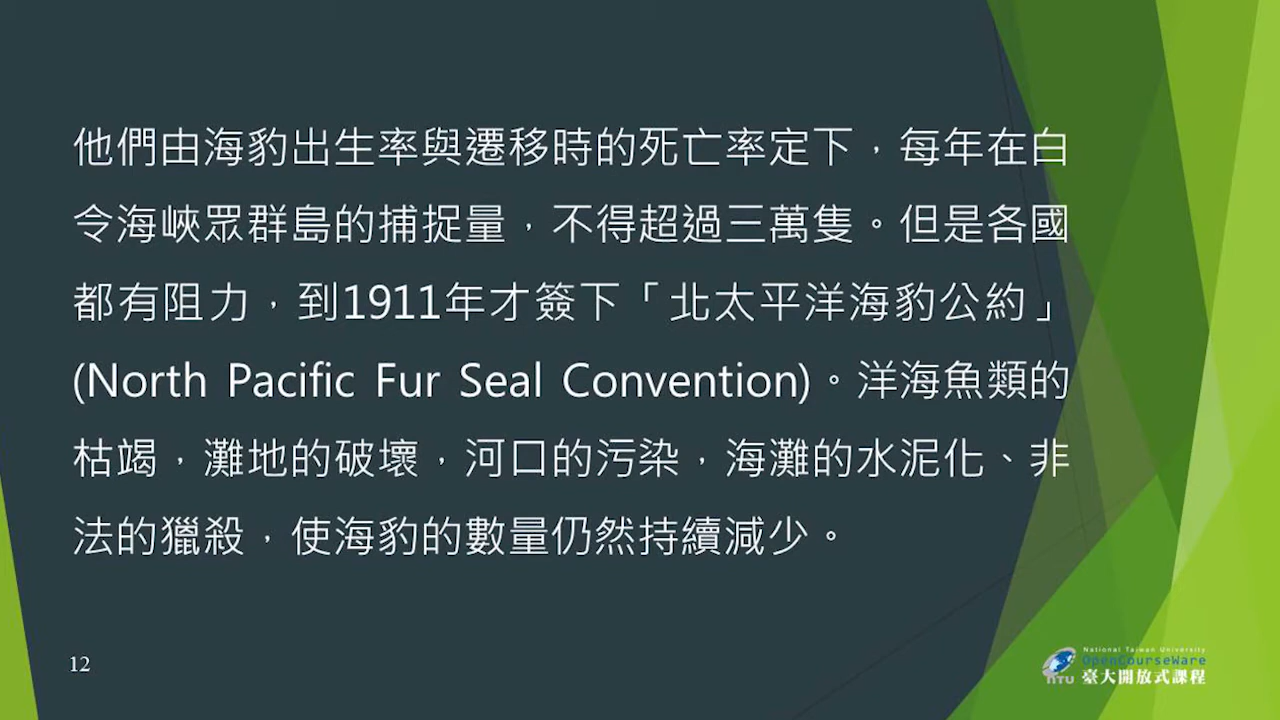 他們由海豹出生率與遷移時的死亡率定下，每年在白
令海峽眾群島的捕捉量，不得超過三萬隻。但是各國
都有阻力，到1911年才簽下「北太平洋海豹公約」
(North Pacific Fur Seal Convention)。洋海魚類的
枯竭，灘地的破壞，河口的污染，海灘的水泥化、非
法的獵殺，使海豹的數量仍然持續減少。
12
National Taiwan University
OpenCourseWare
NTU 臺大開放式課程